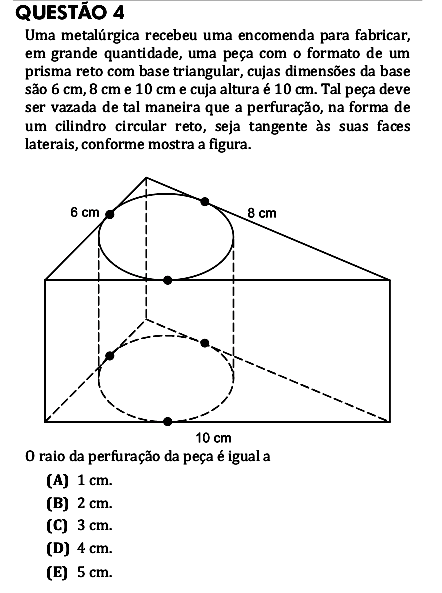 QUESTÃO 4
Uma metalúrgica recebeu uma encomenda para fabricar,
em grande quantidade, uma peça com o formato de um
prisma reto com base triangular, cujas dimensões da base
são 6 cm, 8 cm e 10 cm e cuja altura é 10 cm. Tal peça deve
ser vazada de tal maneira que a perfuração, na forma de
um cilindro circular reto, seja tangente às suas faces
laterais, conforme mostra a figura.
6 cm
8 cm
10 cm
O raio da perfuração da peça é igual a
(A) 1 cm.
(B) 2 cm.
(C) 3 cm.
(D) 4 cm.
(E) 5 cm.